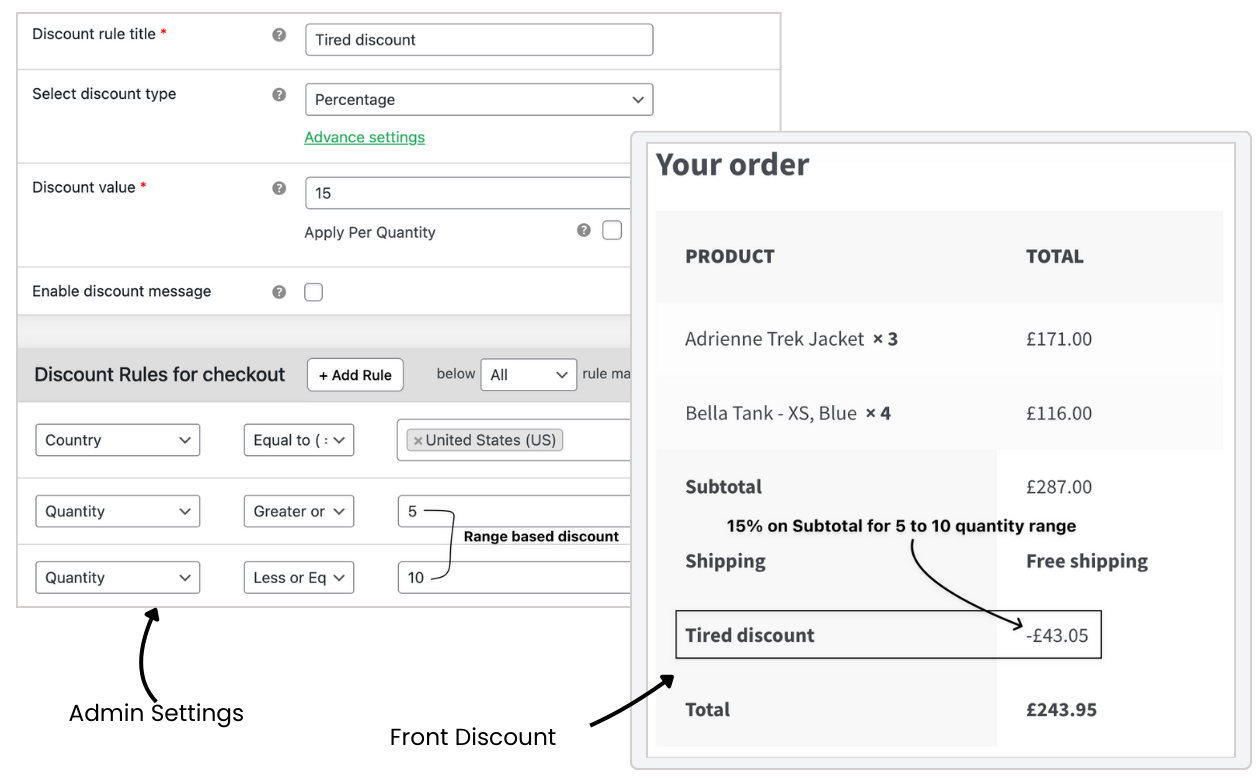 Discount rule title *
Tired discount
Select discount type
Percentage
Advance settings
Discount value *
15
Apply Per Quantity
Enable discount message
Discount Rules for checkout
+ Add Rule
below
All
rule ma
Country
Equal to ( :
×United States (US)
Quantity
Greater or
5
Range based discount
Quantity
Less or Eq
10
Admin Settings
Front Discount
Your order
PRODUCT TOTAL
Adrienne Trek Jacket × 3 £171.00
Bella Tank - XS, Blue × 4 £116.00
Subtotal £287.00
15% on Subtotal for 5 to 10 quantity range
Shipping Free shipping
Tired discount -£43.05
Total £243.95